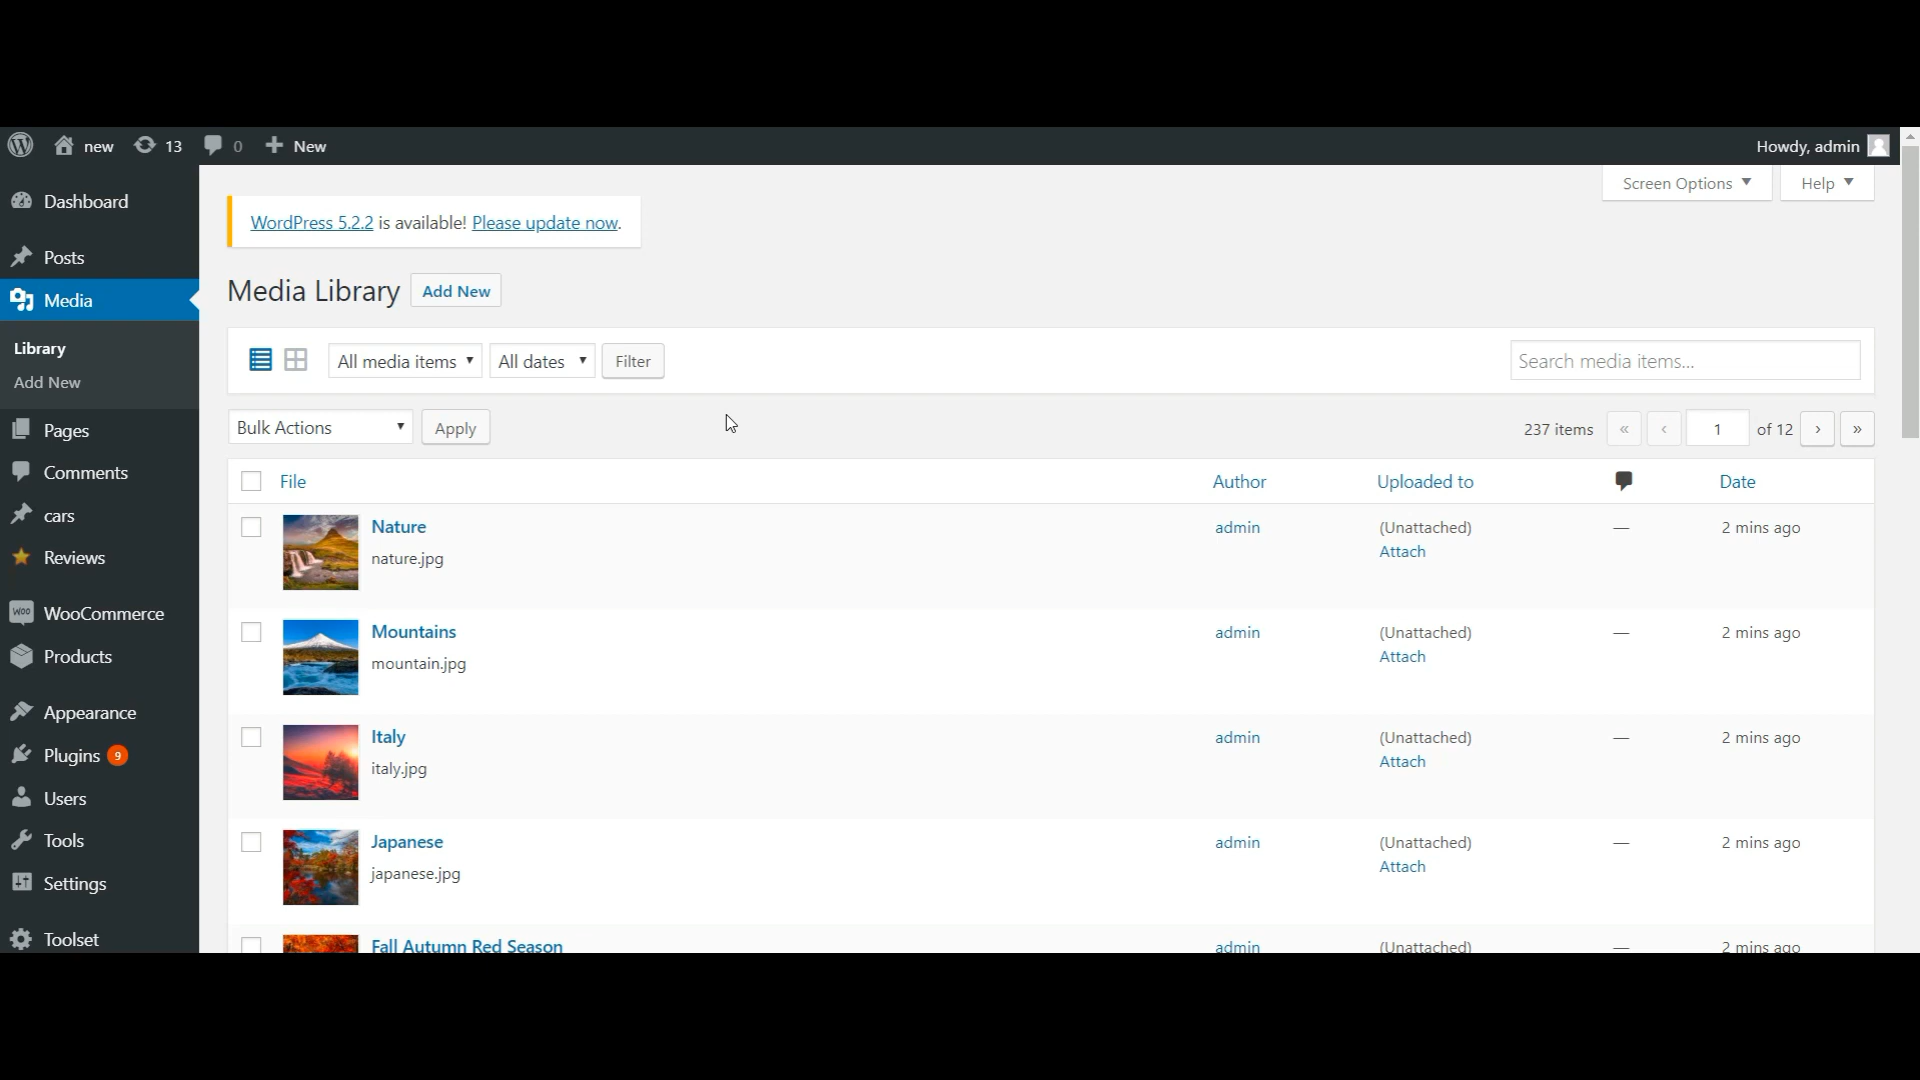 new 13 0 New Howdy, admin
Screen Options Help
Dashboard
WordPress 5.2.2 is available! Please update now.
Posts
Media
Media Library Add New
Library
Add New
All media items All dates Filter Search media items...
Pages
Bulk Actions Apply 237 items « ‹ 1 of 12 › »
Comments
File Author Uploaded to Date
cars
Nature admin (Unattached) — 2 mins ago
nature.jpg Attach
Reviews
WooCommerce
Mountains admin (Unattached) — 2 mins ago
mountain.jpg Attach
Products
Appearance
Italy admin (Unattached) — 2 mins ago
italy.jpg Attach
Plugins 9
Users
Tools
Japanese admin (Unattached) — 2 mins ago
japanese.jpg Attach
Settings
Toolset
Fall Autumn Red Season admin (Unattached) — 2 mins ago